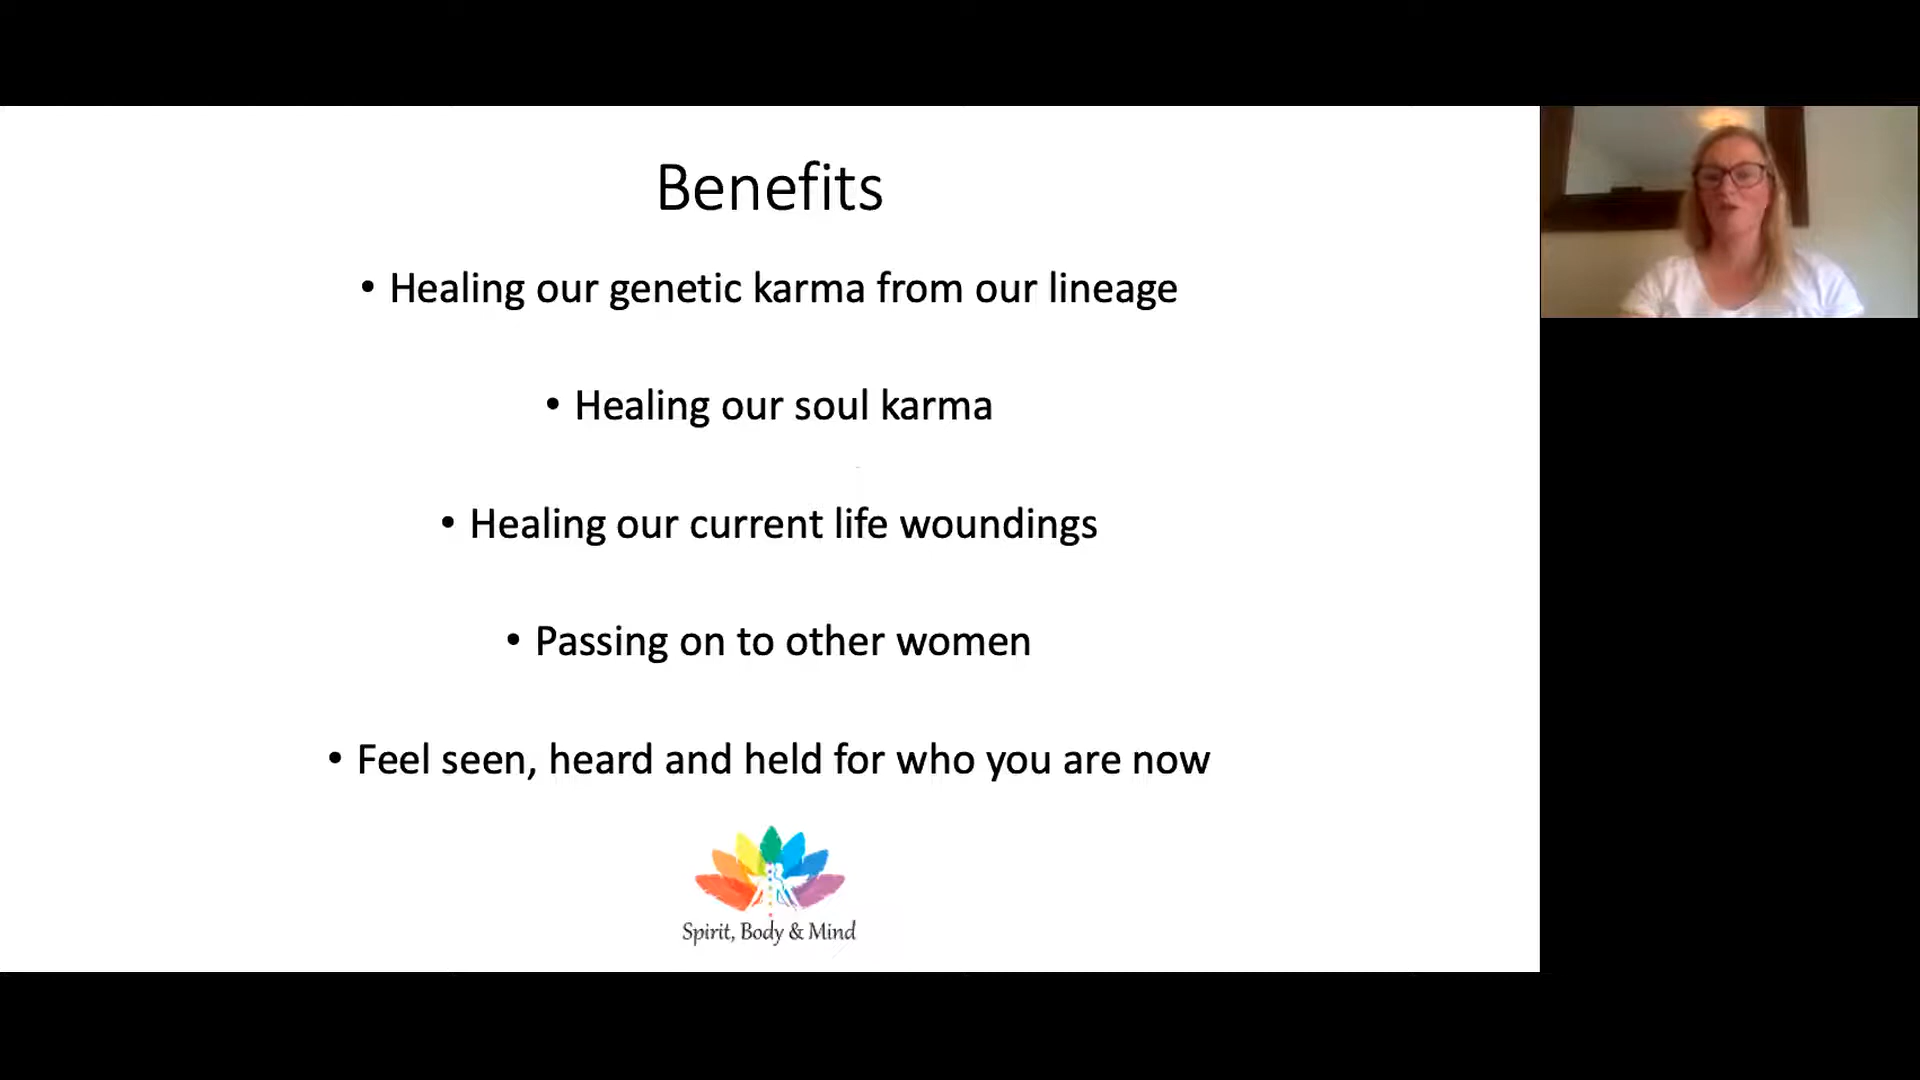 Benefits
• Healing our genetic karma from our lineage
• Healing our soul karma
• Healing our current life woundings
• Passing on to other women
• Feel seen, heard and held for who you are now
Spirit, Body & Mind